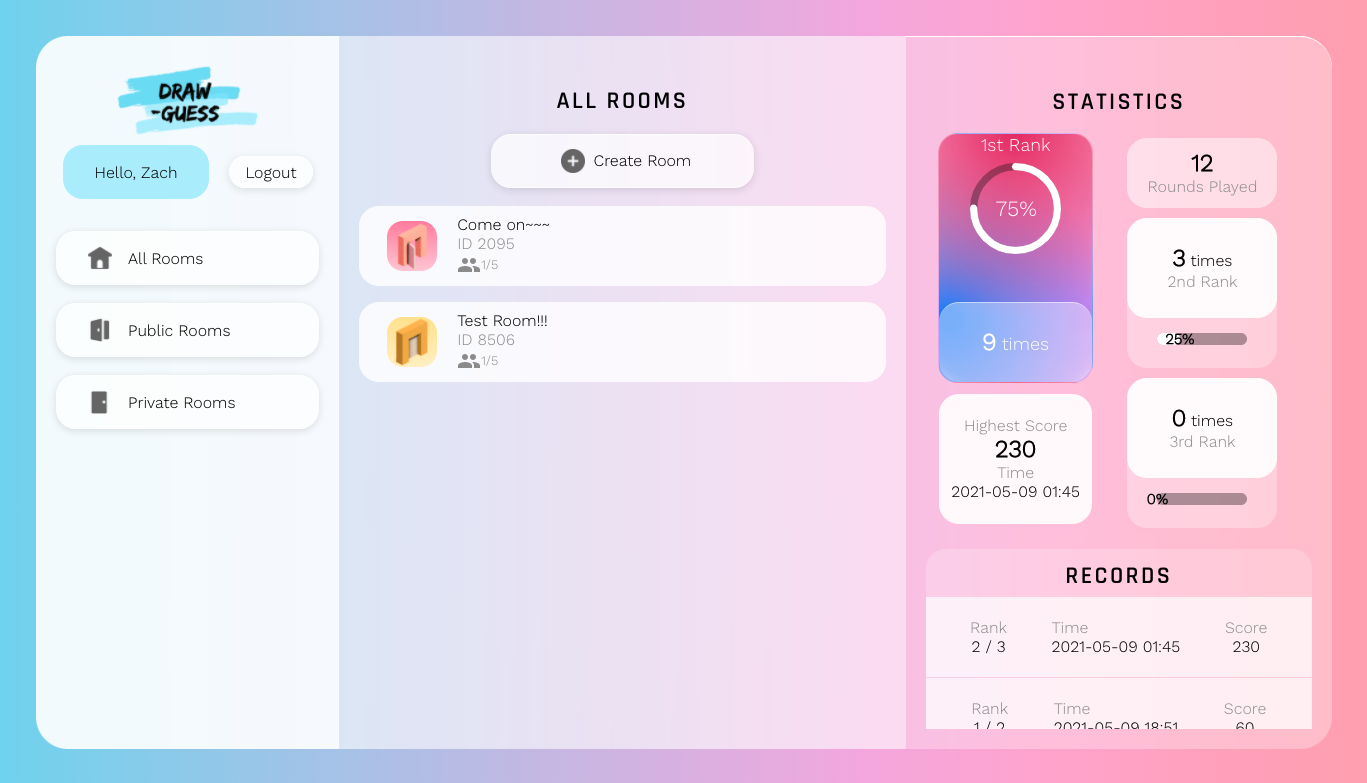 DRAW
-GUESS
Hello, Zach
Logout
All Rooms
Public Rooms
Private Rooms
ALL ROOMS
Create Room
Come on~~~
ID 2095
1/5
Test Room!!!
ID 8506
1/5
STATISTICS
1st Rank
75%
9 times
12
Rounds Played
3 times
2nd Rank
25%
0 times
3rd Rank
0%
Highest Score
230
Time
2021-05-09 01:45
RECORDS
Rank Time Score
2 / 3 2021-05-09 01:45 230
Rank Time Score
1 / 2 2021-05-09 18:51 60